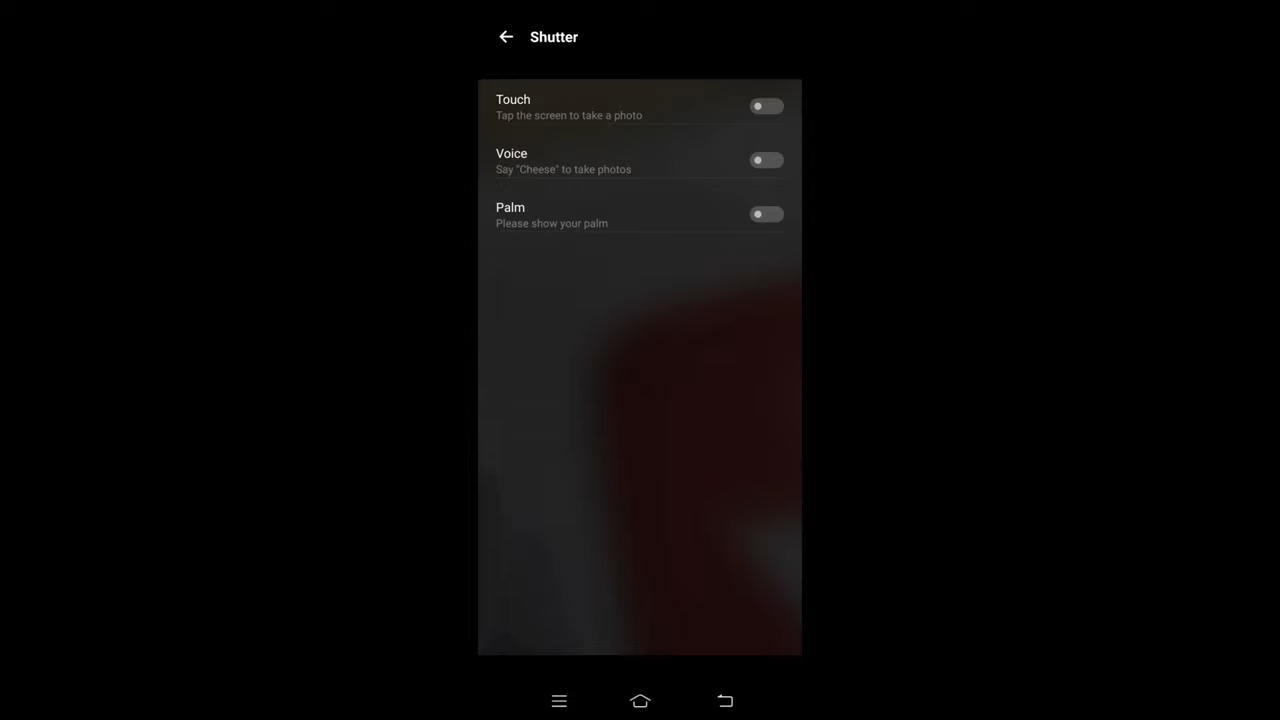 Shutter
Touch
Tap the screen to take a photo
Voice
Say "Cheese" to take photos
Palm
Please show your palm